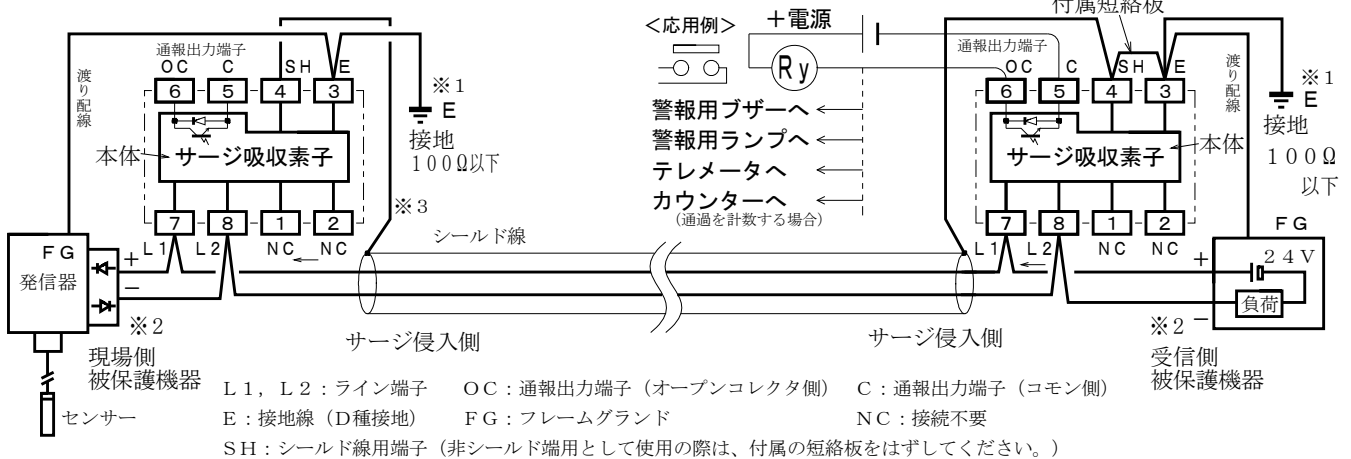 通報出力端子
OC C SH E
6 5 4 3
渡り配線
※1
E
接地
100Ω以下
本体
サージ吸収素子
7 8 1 2
L1 L2 NC NC
※3
FG
発信器
+
−
※2
現場側
被保護機器
センサー
シールド線
サージ侵入側
<応用例>
+電源
Ry
警報用ブザーへ
警報用ランプへ
テレメータへ
カウンターへ
(通過を計数する場合)
付属短絡板
通報出力端子
OC C SH E
6 5 4 3
渡り配線
※1
E
接地
100Ω
以下
サージ吸収素子
本体
7 8 1 2
L1 L2 NC NC
FG
+
24V
負荷
※2 −
受信側
被保護機器
サージ侵入側
L1,L2:ライン端子 OC:通報出力端子(オープンコレクタ側) C:通報出力端子(コモン側)
E:接地線(D種接地) FG:フレームグランド NC:接続不要
SH:シールド線用端子(非シールド端用として使用の際は、付属の短絡板をはずしてください。)